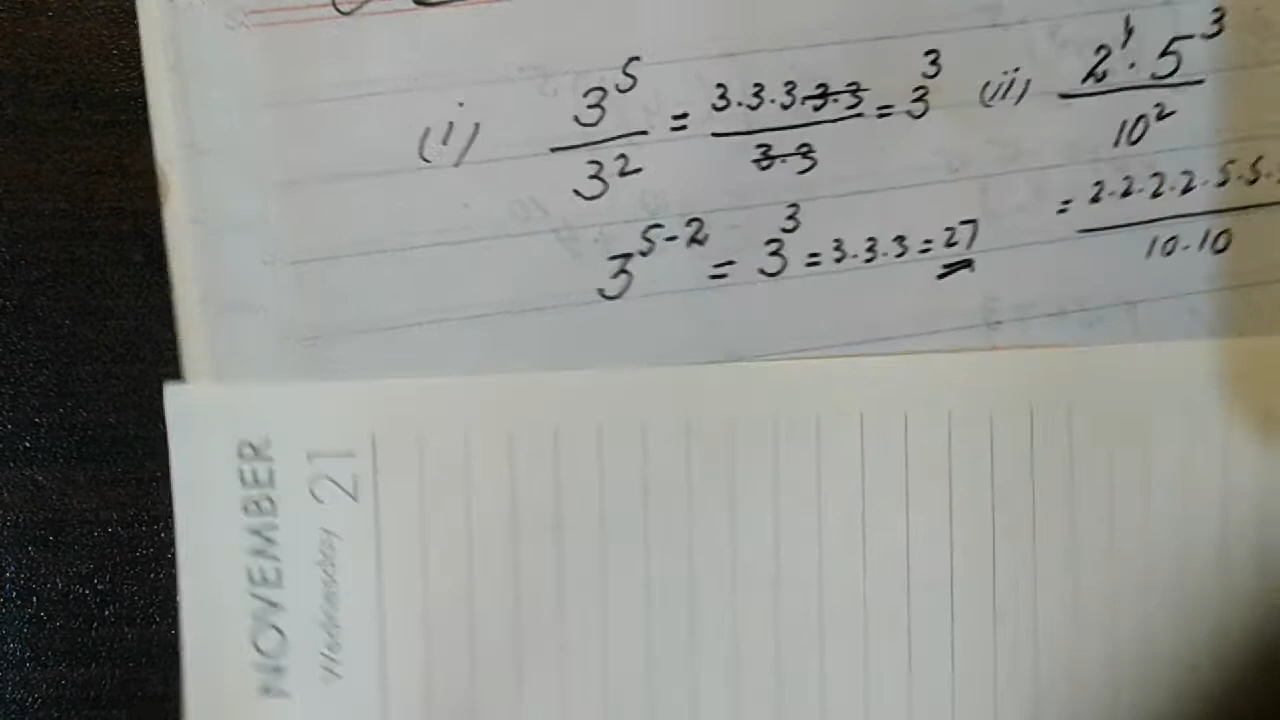 (i) 3^5 / 3^2 = 3.3.3.3.3 / 3.3 = 3^3
3^(5-2) = 3^3 = 3.3.3 = 27
(ii) 2^1 . 5^3 / 10^2
= 2.2.2.2.5.5. / 10.10
NOVEMBER
Wednesday 21